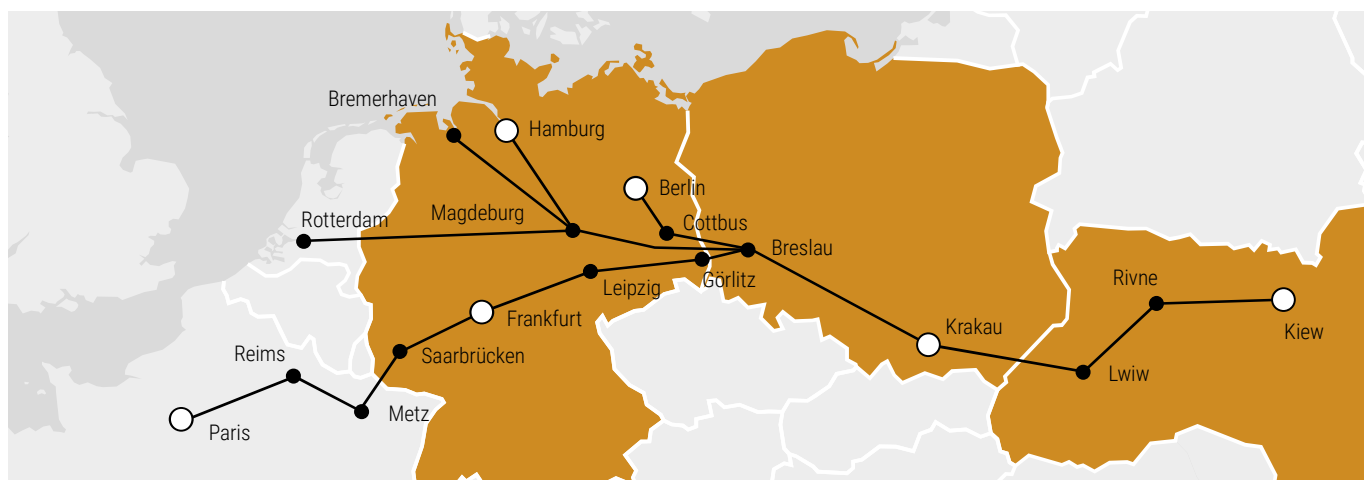 Bremerhaven
Hamburg
Berlin
Rotterdam
Magdeburg
Cottbus
Breslau
Görlitz
Leipzig
Rivne
Frankfurt
Krakau
Kiew
Reims
Saarbrücken
Lwiw
Metz
Paris